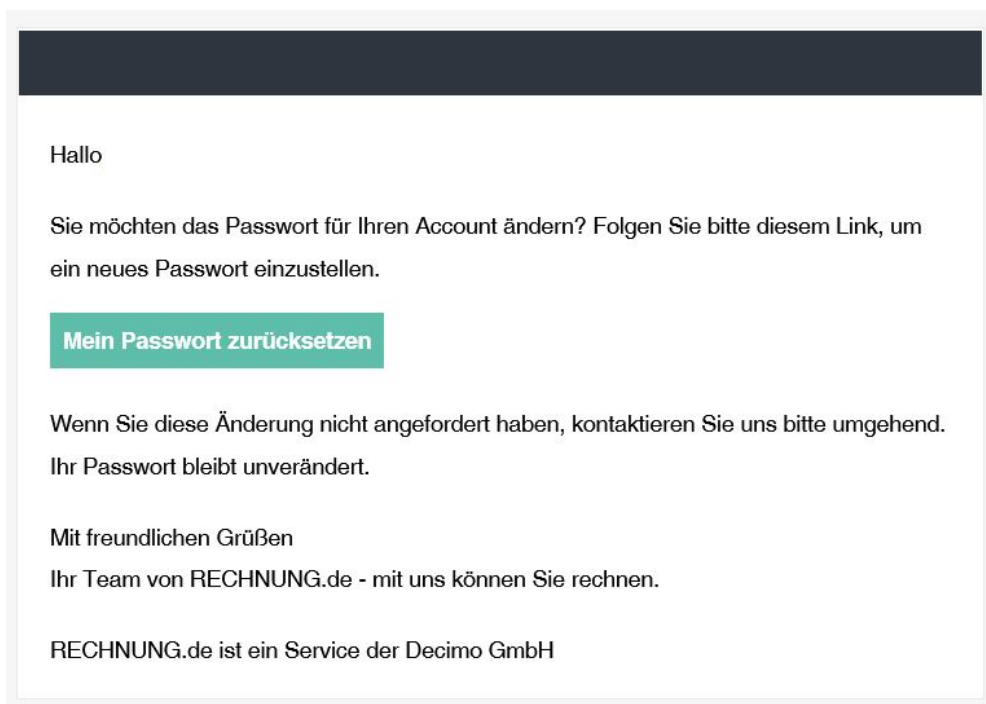 Hallo
Sie möchten das Passwort für Ihren Account ändern? Folgen Sie bitte diesem Link, um
ein neues Passwort einzustellen.
Mein Passwort zurücksetzen
Wenn Sie diese Änderung nicht angefordert haben, kontaktieren Sie uns bitte umgehend.
Ihr Passwort bleibt unverändert.
Mit freundlichen Grüßen
Ihr Team von RECHNUNG.de - mit uns können Sie rechnen.
RECHNUNG.de ist ein Service der Decimo GmbH